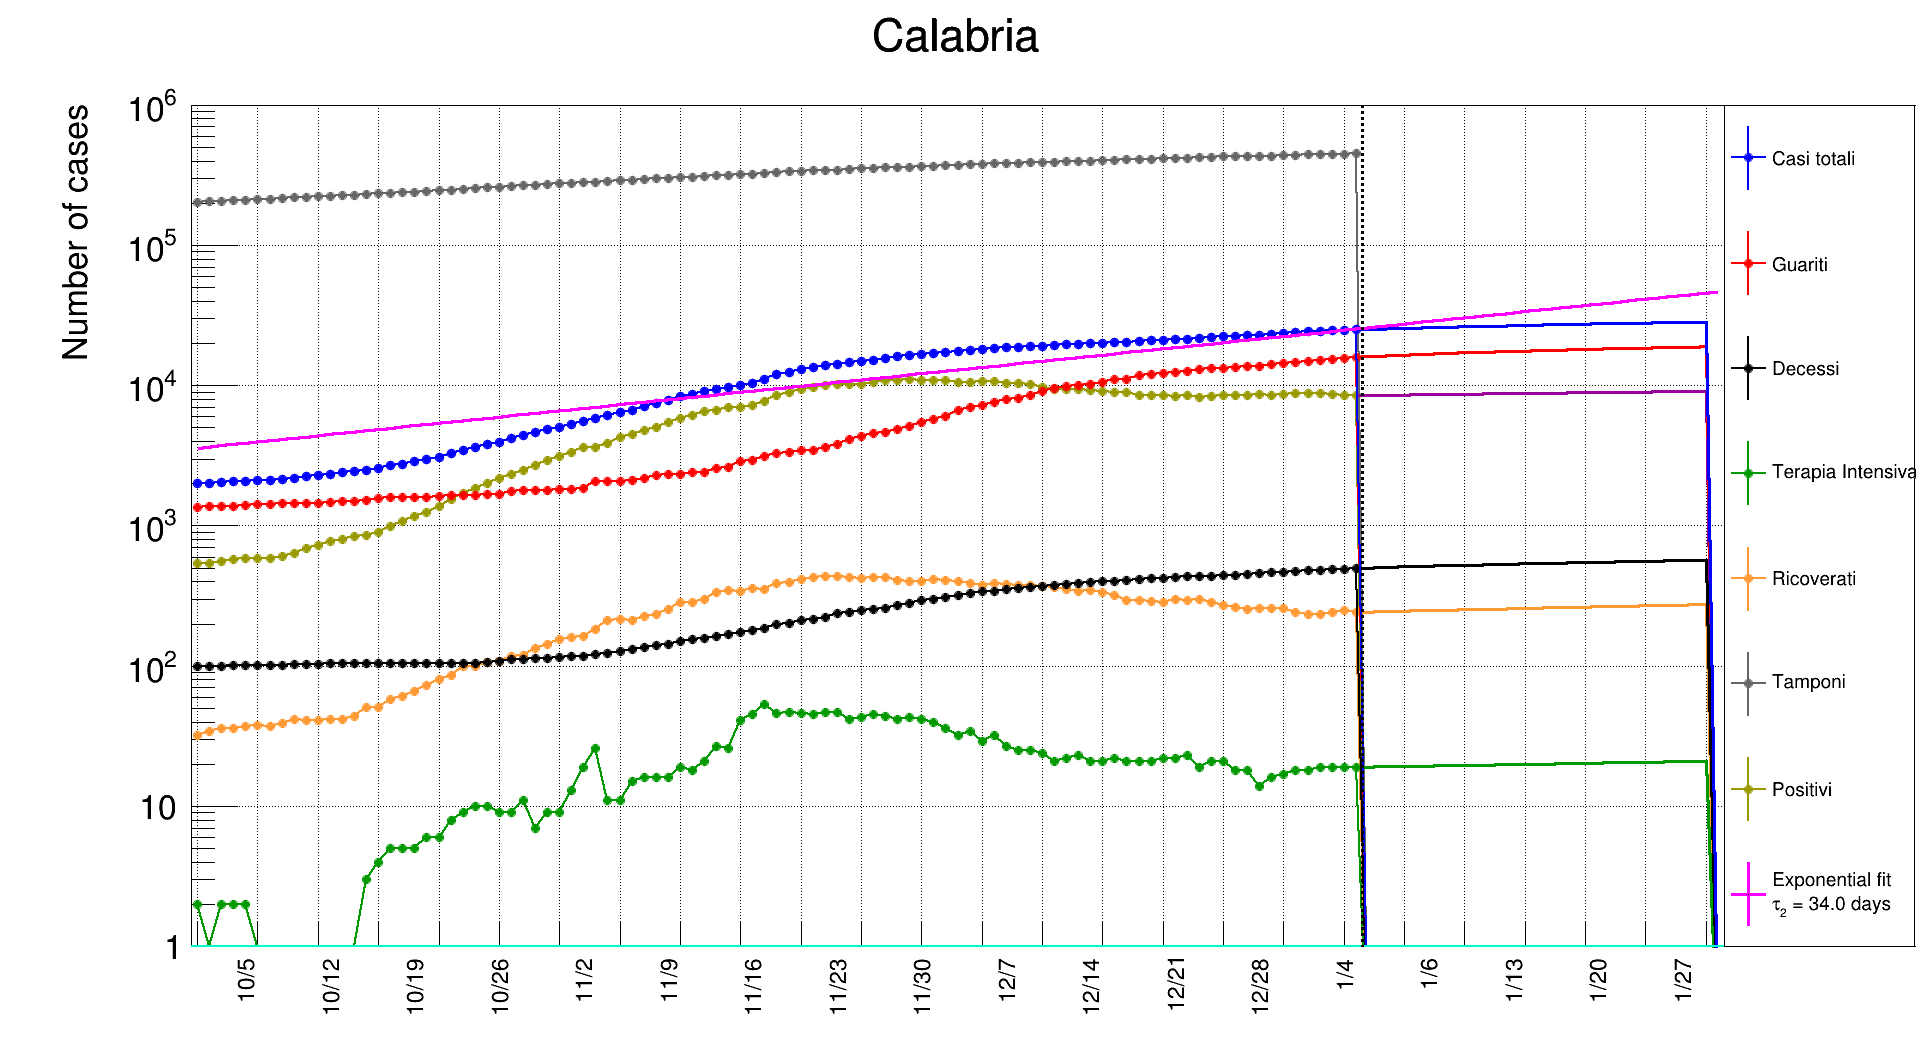 Calabria
Number of cases
10^6
10^5
10^4
10^3
10^2
10
1
10/5
10/12
10/19
10/26
11/2
11/9
11/16
11/23
11/30
12/7
12/14
12/21
12/28
1/4
1/6
1/13
1/20
1/27
Casi totali
Guariti
Decessi
Terapia Intensiva
Ricoverati
Tamponi
Positivi
Exponential fit
τ_2 = 34.0 days